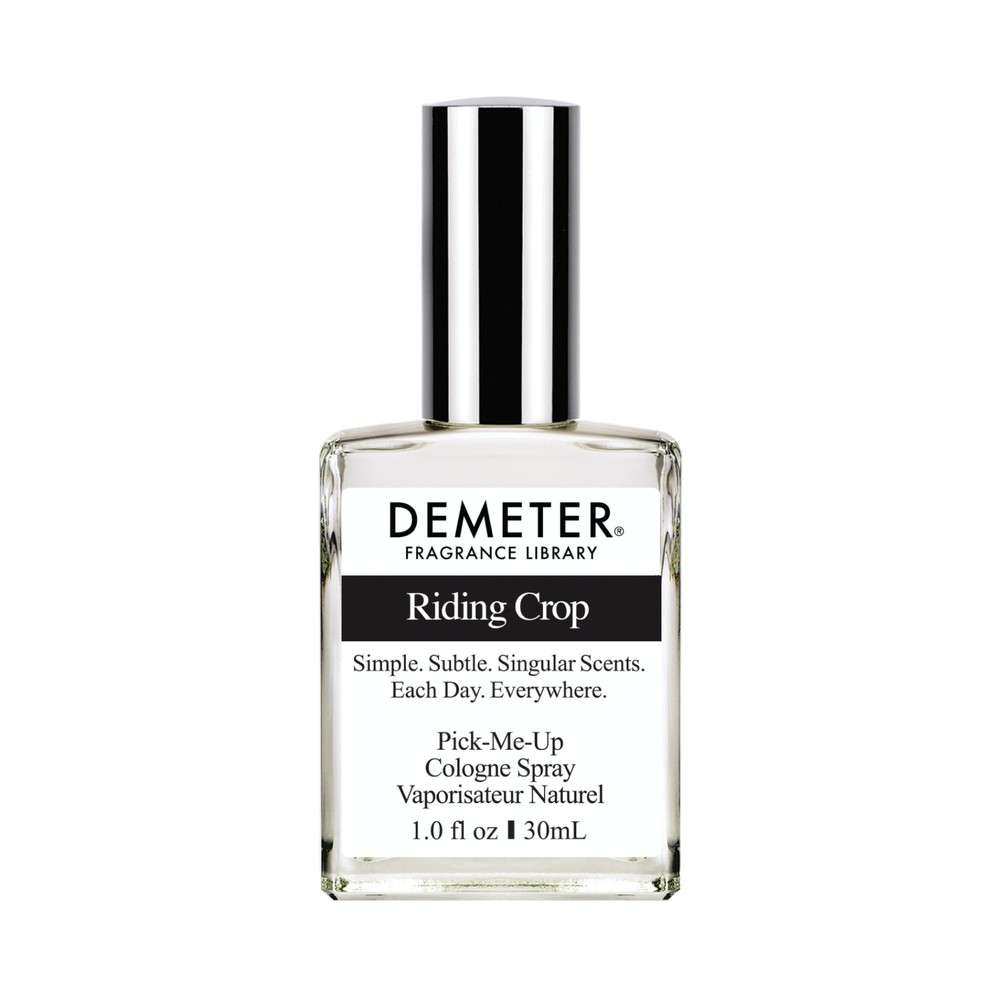 DEMETER®
FRAGRANCE LIBRARY
Riding Crop
Simple. Subtle. Singular Scents.
Each Day. Everywhere.
Pick-Me-Up
Cologne Spray
Vaporisateur Naturel
1.0 fl oz ▮ 30mL